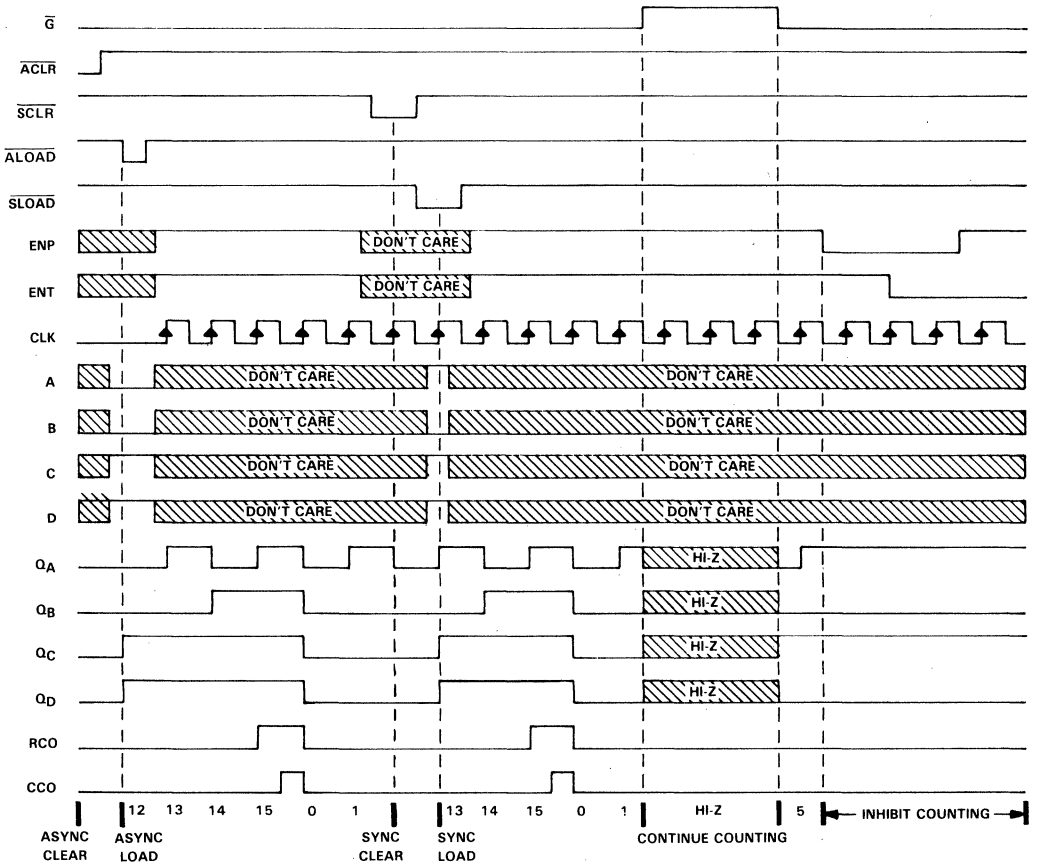 G
ACLR
SCLR
ALOAD
SLOAD
ENP DON'T CARE
ENT DON'T CARE
CLK
A DON'T CARE DON'T CARE
B DON'T CARE DON'T CARE
C DON'T CARE DON'T CARE
D DON'T CARE DON'T CARE
QA HI-Z
QB HI-Z
QC HI-Z
QD HI-Z
RCO
CCO
12 13 14 15 0 1 13 14 15 0 1 HI-Z 5 INHIBIT COUNTING
ASYNC ASYNC SYNC SYNC CONTINUE COUNTING
CLEAR LOAD CLEAR LOAD